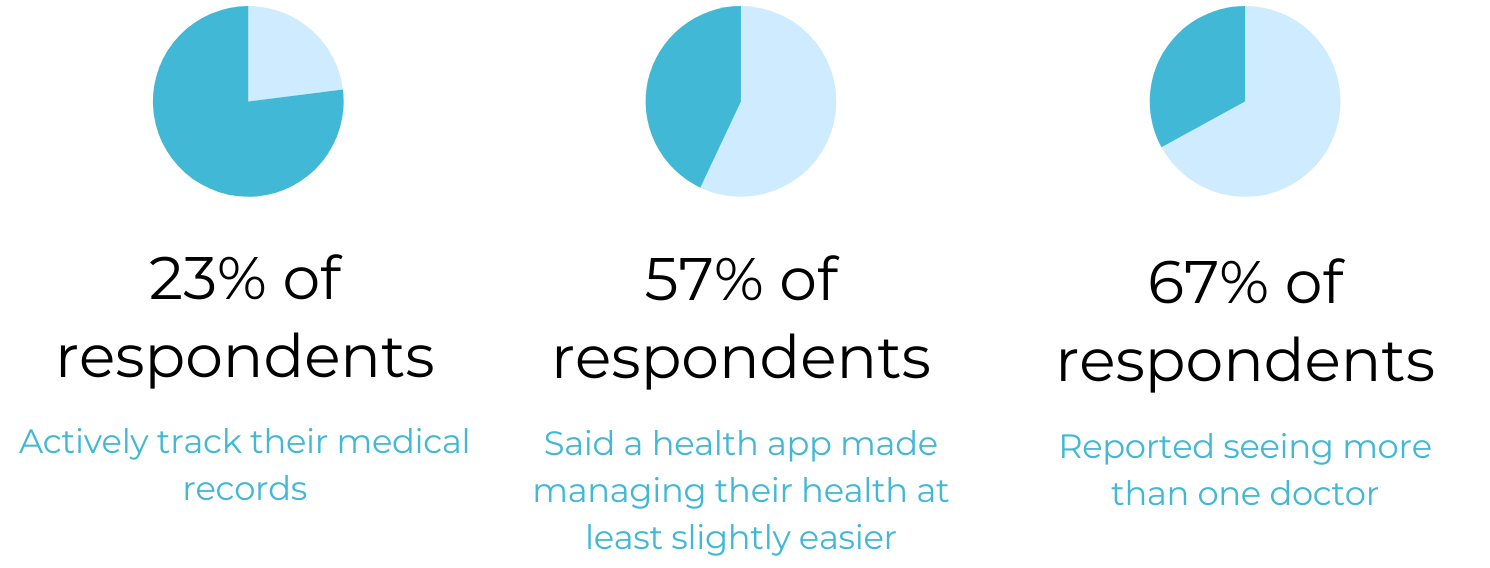 23% of
respondents
Actively track their medical
records
57% of
respondents
Said a health app made
managing their health at
least slightly easier
67% of
respondents
Reported seeing more
than one doctor